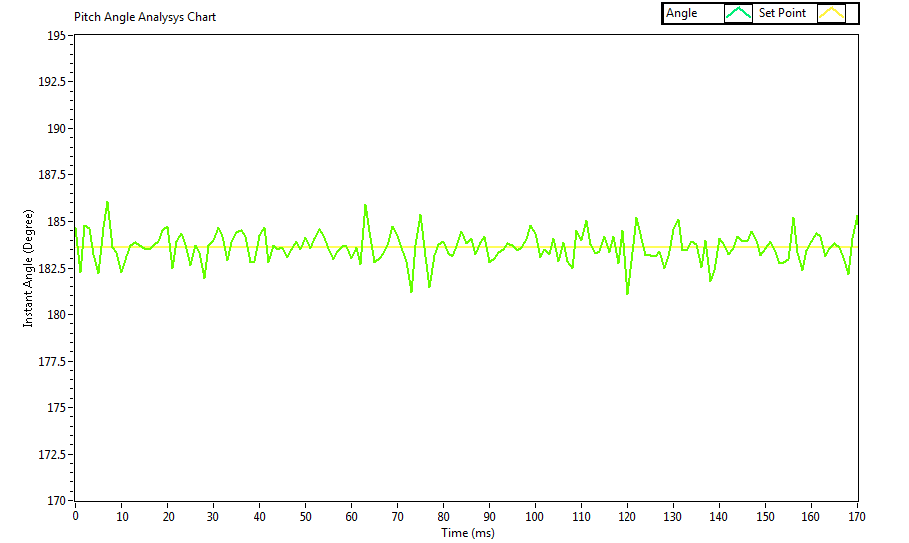 Pitch Angle Analysys Chart
Angle
Set Point
195
192.5
190
187.5
185
182.5
180
177.5
175
172.5
170
Instant Angle (Degree)
0 10 20 30 40 50 60 70 80 90 100 110 120 130 140 150 160 170
Time (ms)